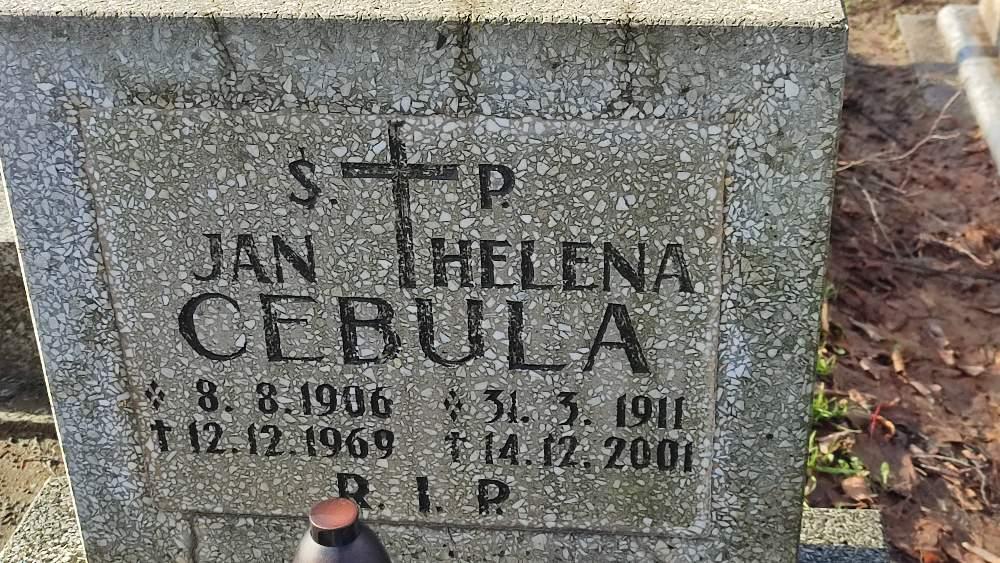 Ś. P.
JAN HELENA
CEBULA
8. 8. 1906 31. 3. 1911
† 12.12.1969 † 14.12.2001
R. I. P.